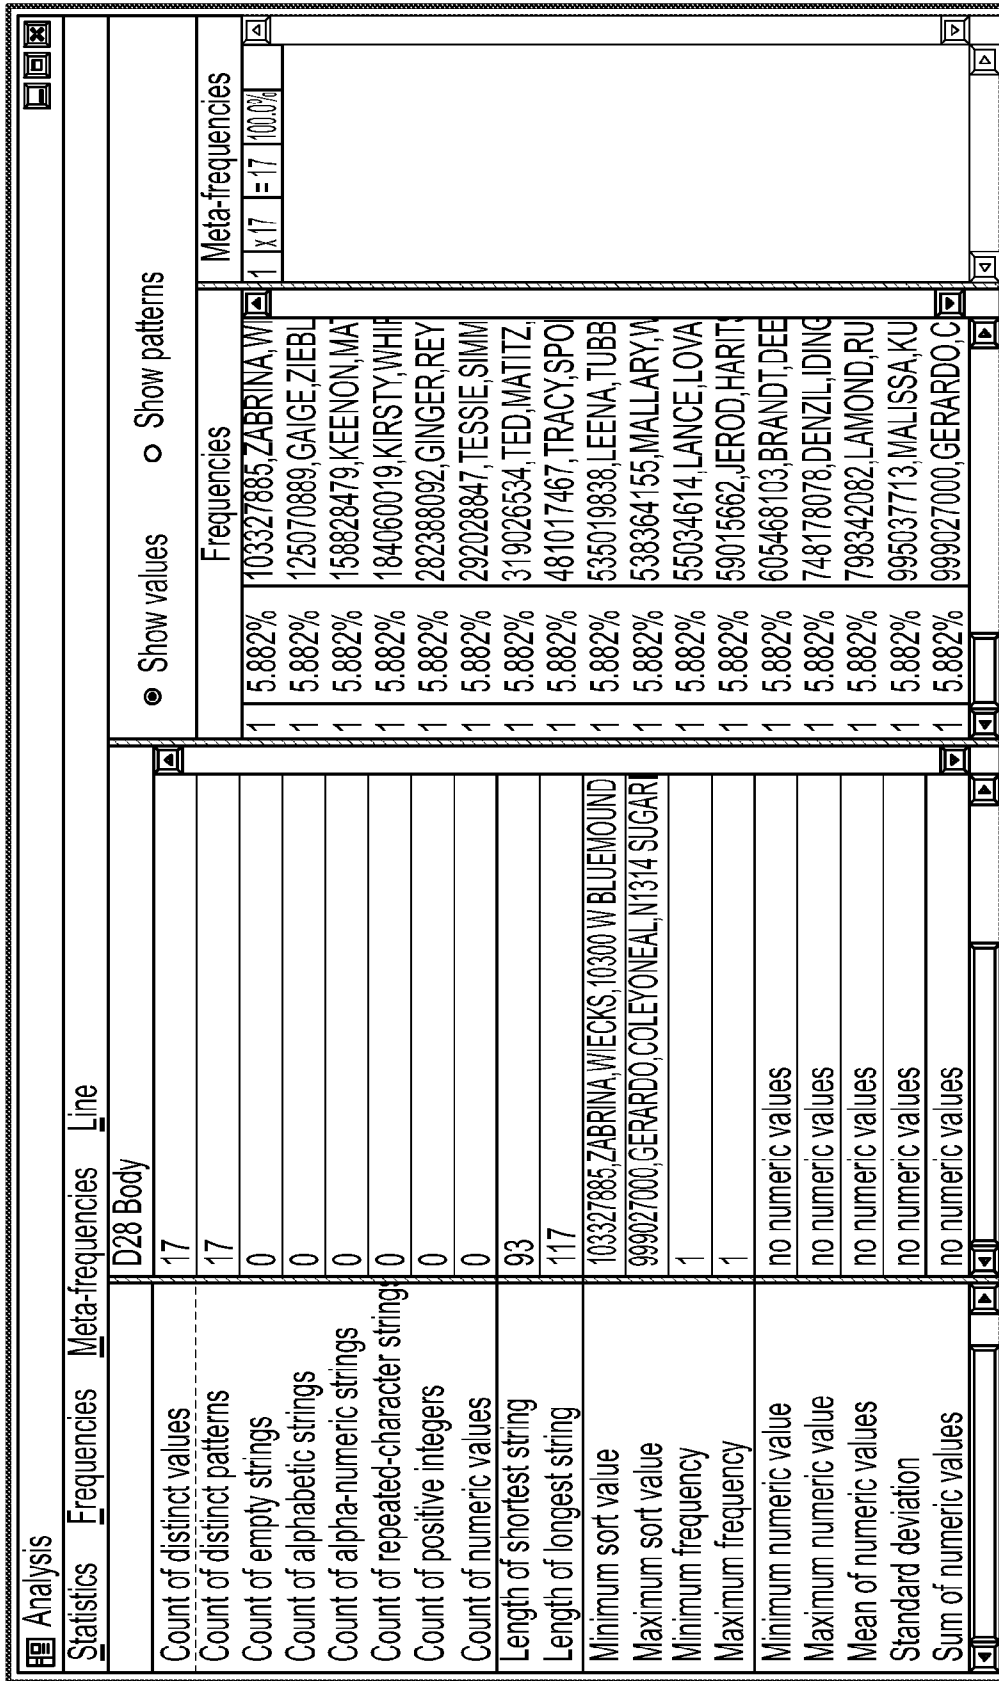 Analysis
Statistics Frequencies Meta-frequencies Line
D28 Body
Show values Show patterns
Frequencies
Meta-frequencies
Count of distinct values 17
Count of distinct patterns 17
Count of empty strings 0
Count of alphabetic strings 0
Count of alpha-numeric strings 0
Count of repeated-character strings 0
Count of positive integers 0
Count of numeric values 0
Length of shortest string 93
Length of longest string 117
Minimum sort value 103327885,ZABRINA,WIECKS,10300 W BLUEMOUND
Maximum sort value 999027000,GERARDO,COLEYONEAL,N1314 SUGAR
Minimum frequency 1
Maximum frequency 1
Minimum numeric value no numeric values
Maximum numeric value no numeric values
Mean of numeric values no numeric values
Standard deviation no numeric values
Sum of numeric values no numeric values
1 5.882% 103327885,ZABRINA,WI
1 5.882% 125070889,GAIGE,ZIEBL
1 5.882% 158828479,KEENON,MAT
1 5.882% 184060019,KIRSTY,WHIP
1 5.882% 282388092,GINGER,REY
1 5.882% 292028847,TESSIE,SIMM
1 5.882% 319026534,TED,MATITZ,
1 5.882% 481017467,TRACY,SPOI
1 5.882% 535019838,LEENA,TUBB
1 5.882% 538364155,MALLARY,W
1 5.882% 55034614,LANCE,LOVA
1 5.882% 59015662,JEROD,HARITS
1 5.882% 605468103,BRANDT,DEE
1 5.882% 748178078,DENZIL,IDING
1 5.882% 798342082,LAMOND,RU
1 5.882% 995037713,MALISSA,KU
1 5.882% 999027000,GERARDO,C
1 x17 =17 100.0%